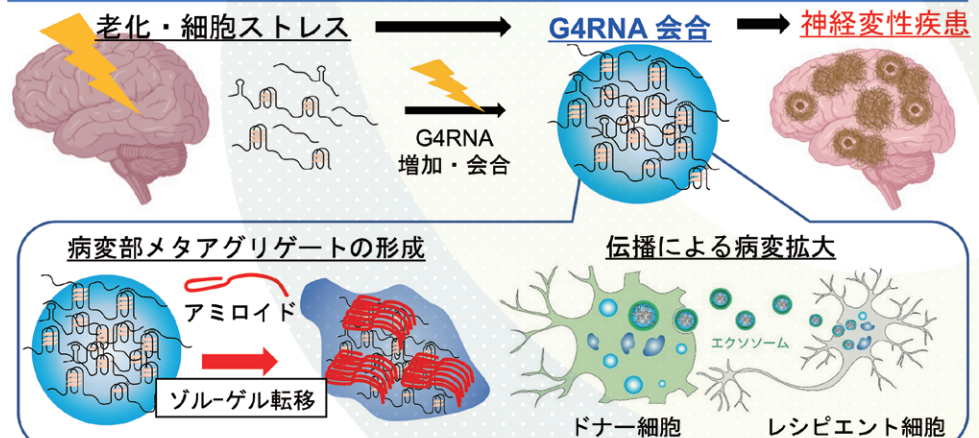 老化・細胞ストレス
G4RNA 会合
神経変性疾患
G4RNA
増加・会合
病変部メタアグリゲートの形成
アミロイド
ゾル-ゲル転移
伝播による病変拡大
エクソソーム
ドナー細胞
レシピエント細胞